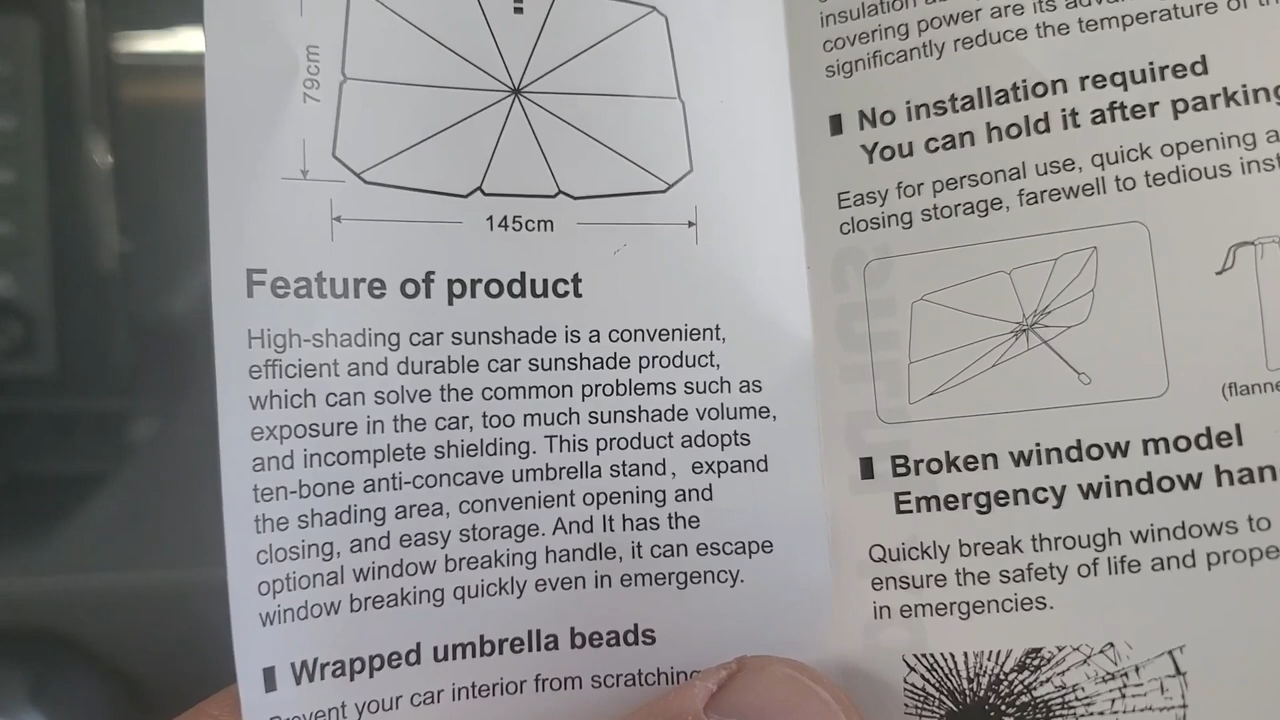 79cm
145cm
Feature of product
High-shading car sunshade is a convenient,
efficient and durable car sunshade product,
which can solve the common problems such as
exposure in the car, too much sunshade volume,
and incomplete shielding. This product adopts
ten-bone anti-concave umbrella stand, expand
the shading area, convenient opening and
closing, and easy storage. And It has the
optional window breaking handle, it can escape
window breaking quickly even in emergency.
Wrapped umbrella beads
Prevent your car interior from scratching
insulation
covering power are its
significantly reduce the temperature of
No installation required
You can hold it after parking
Easy for personal use, quick opening
closing storage, farewell to tedious
Broken window model
Emergency window
Quickly break through windows to
ensure the safety of life and
in emergencies.